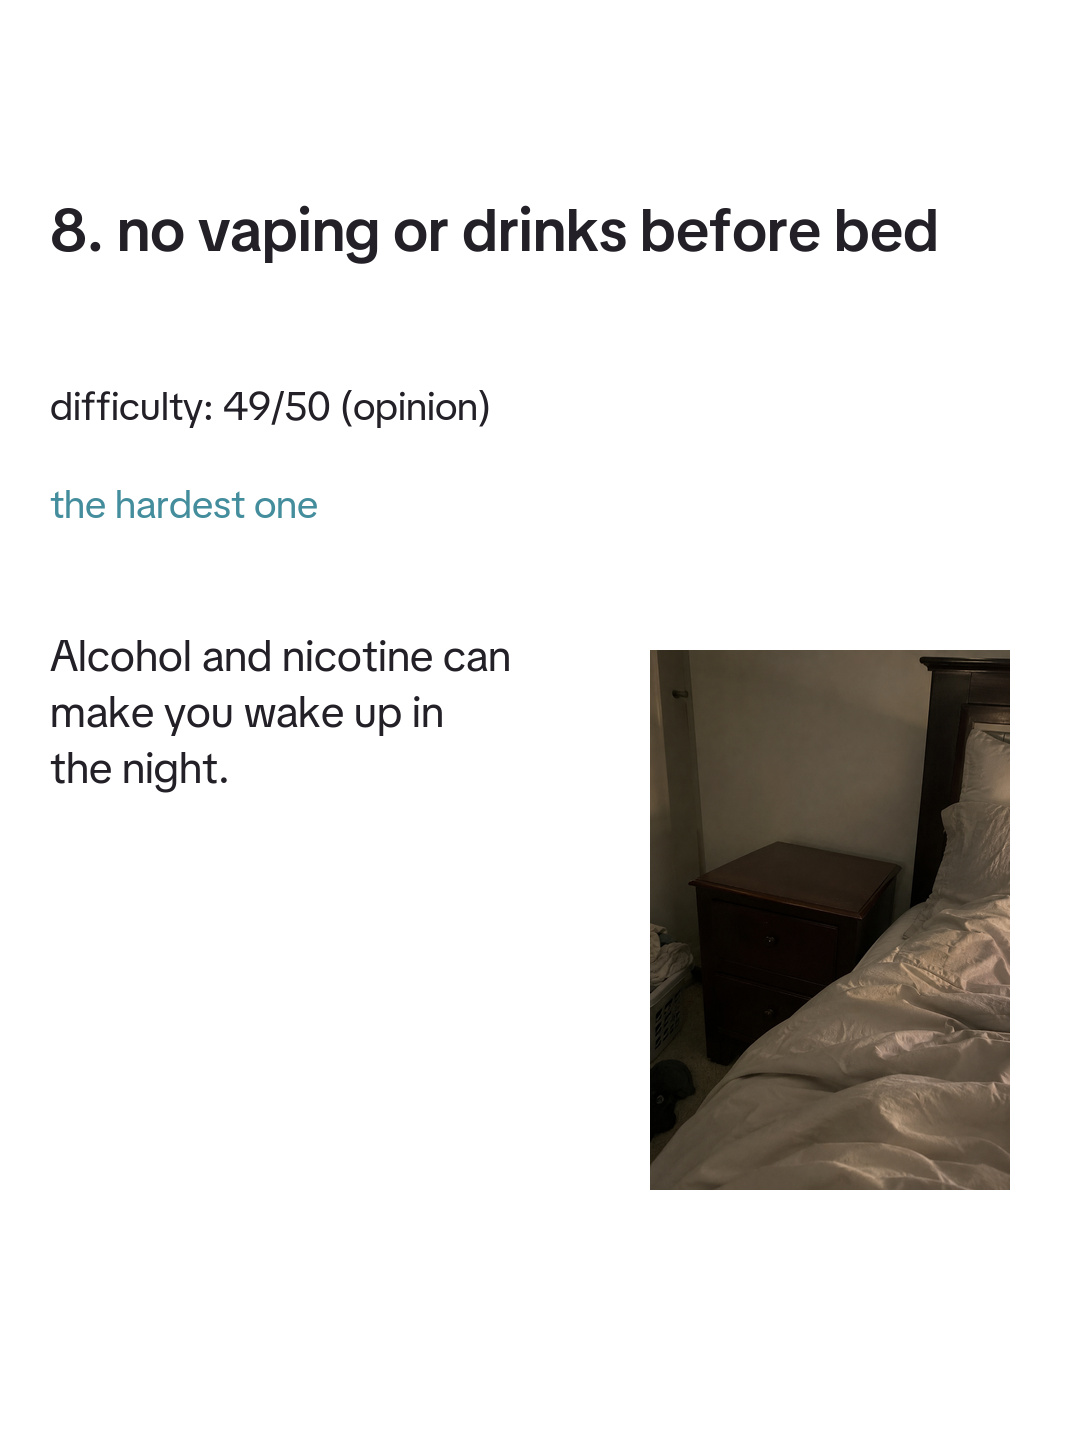 8. no vaping or drinks before bed
difficulty: 49/50 (opinion)
the hardest one
Alcohol and nicotine can
make you wake up in
the night.